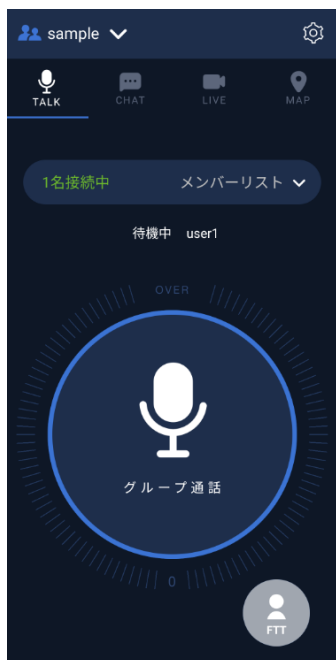 sample
TALK
CHAT
LIVE
MAP
1名接続中 メンバーリスト
待機中 user1
OVER
グループ通話
0
FTT